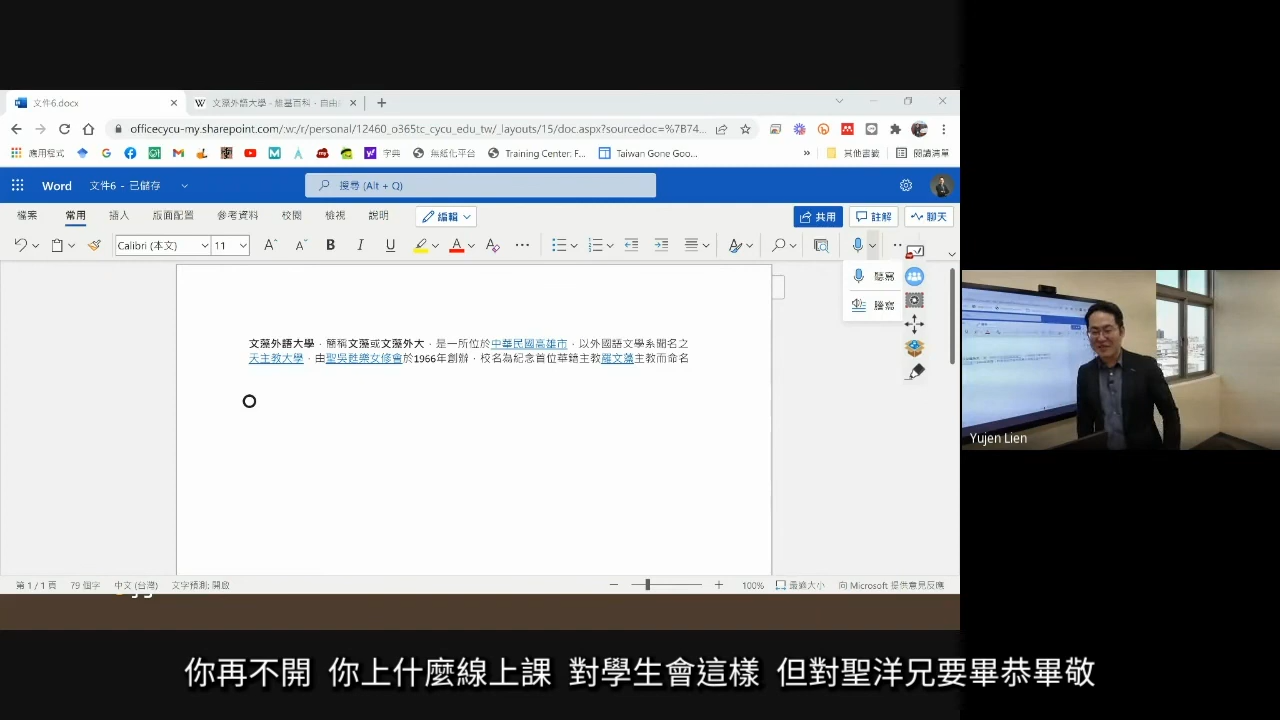 文件6.docx
文藻外語大學 - 維基百科，自由
officecycu-my.sharepoint.com/:w:/r/personal/12460_o365tc_cycu_edu_tw/_layouts/15/doc.aspx?sourcedoc=%7B74...
應用程式 字典 無紙化平台 Training Center: F... Taiwan Gone Goo... » 其他書籤 閱讀清單
Word 文件6 - 已儲存 搜尋 (Alt + Q)
檔案 常用 插入 版面配置 參考資料 校閱 檢視 說明 編輯 共用 註解 聊天
Calibri (本文) 11 A A B I U A A ...
聽寫
謄寫
文藻外語大學，簡稱文藻或文藻外大，是一所位於中華民國高雄市，以外國語文學系聞名之
天主教大學，由聖吳甦樂女修會於1966年創辦，校名為紀念首位華籍主教羅文藻主教而命名
Yujen Lien
第 1 / 1 頁 79 個字 中文 (台灣) 文字預測: 開啟 100% 最適大小 向 Microsoft 提供意見反應
你再不開 你上什麼線上課 對學生會這樣 但對聖洋兄要畢恭畢敬